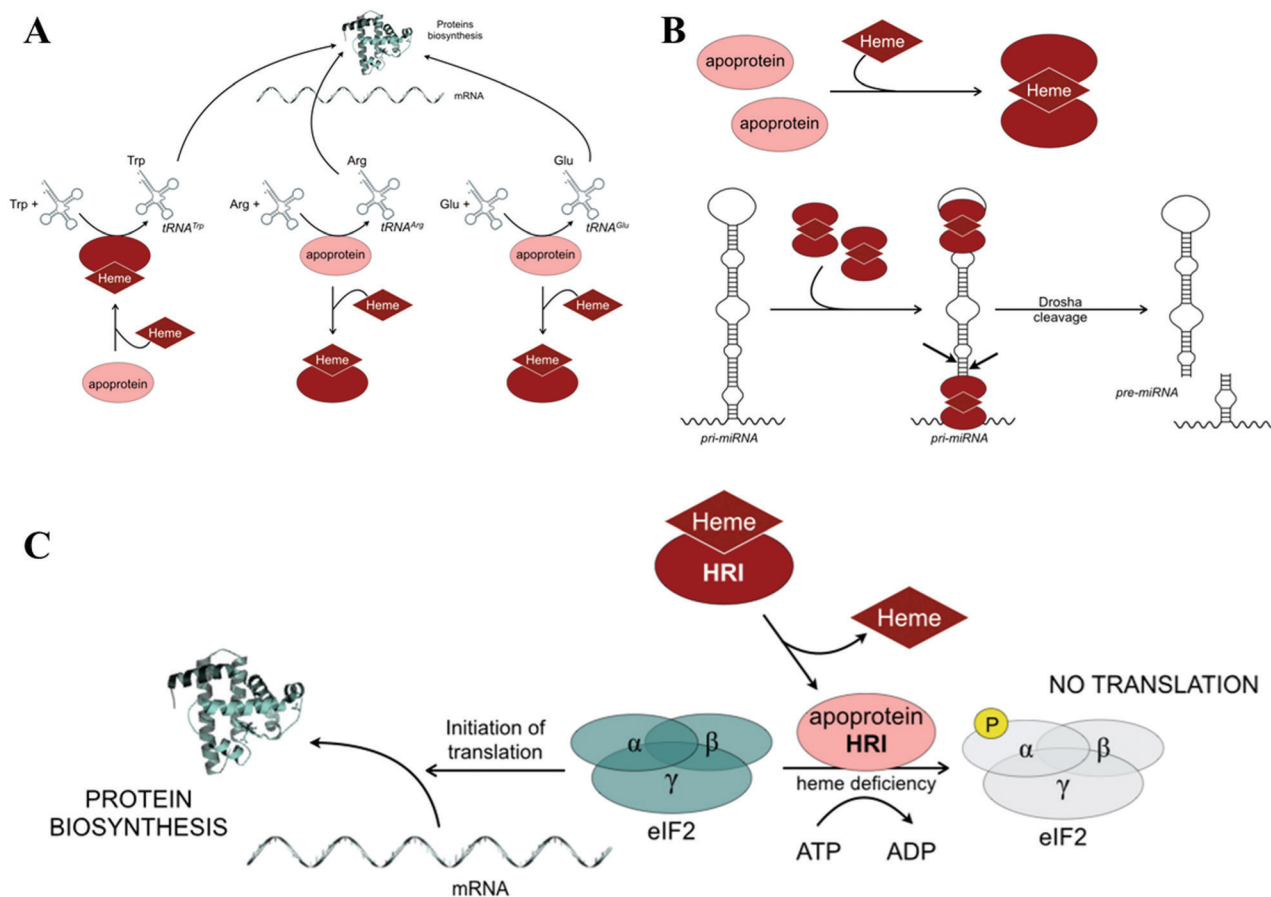 A
Proteins
biosynthesis
mRNA
Trp
Trp +
tRNATrp
Heme
Heme
apoprotein
Arg
Arg +
tRNAArg
apoprotein
Heme
Heme
Glu
Glu +
tRNAGlu
apoprotein
Heme
Heme
B
apoprotein
apoprotein
Heme
Heme
pri-miRNA
pri-miRNA
Drosha
cleavage
pre-miRNA
C
Heme
HRI
Heme
NO TRANSLATION
apoprotein
HRI
heme deficiency
ATP
ADP
P
α
β
γ
eIF2
Initiation of
translation
α
β
γ
eIF2
PROTEIN
BIOSYNTHESIS
mRNA